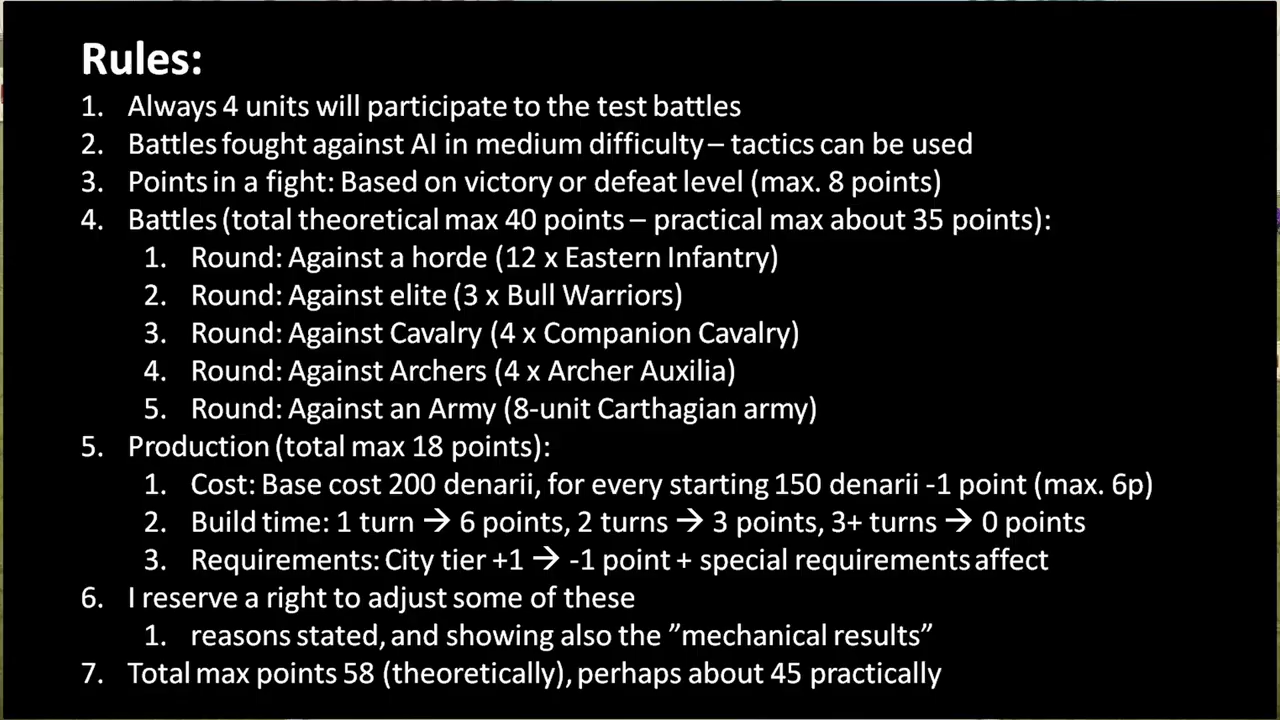 Rules:
1. Always 4 units will participate to the test battles
2. Battles fought against AI in medium difficulty – tactics can be used
3. Points in a fight: Based on victory or defeat level (max. 8 points)
4. Battles (total theoretical max 40 points – practical max about 35 points):
1. Round: Against a horde (12 x Eastern Infantry)
2. Round: Against elite (3 x Bull Warriors)
3. Round: Against Cavalry (4 x Companion Cavalry)
4. Round: Against Archers (4 x Archer Auxilia)
5. Round: Against an Army (8-unit Carthagian army)
5. Production (total max 18 points):
1. Cost: Base cost 200 denarii, for every starting 150 denarii -1 point (max. 6p)
2. Build time: 1 turn → 6 points, 2 turns → 3 points, 3+ turns → 0 points
3. Requirements: City tier +1 → -1 point + special requirements affect
6. I reserve a right to adjust some of these
1. reasons stated, and showing also the ”mechanical results”
7. Total max points 58 (theoretically), perhaps about 45 practically